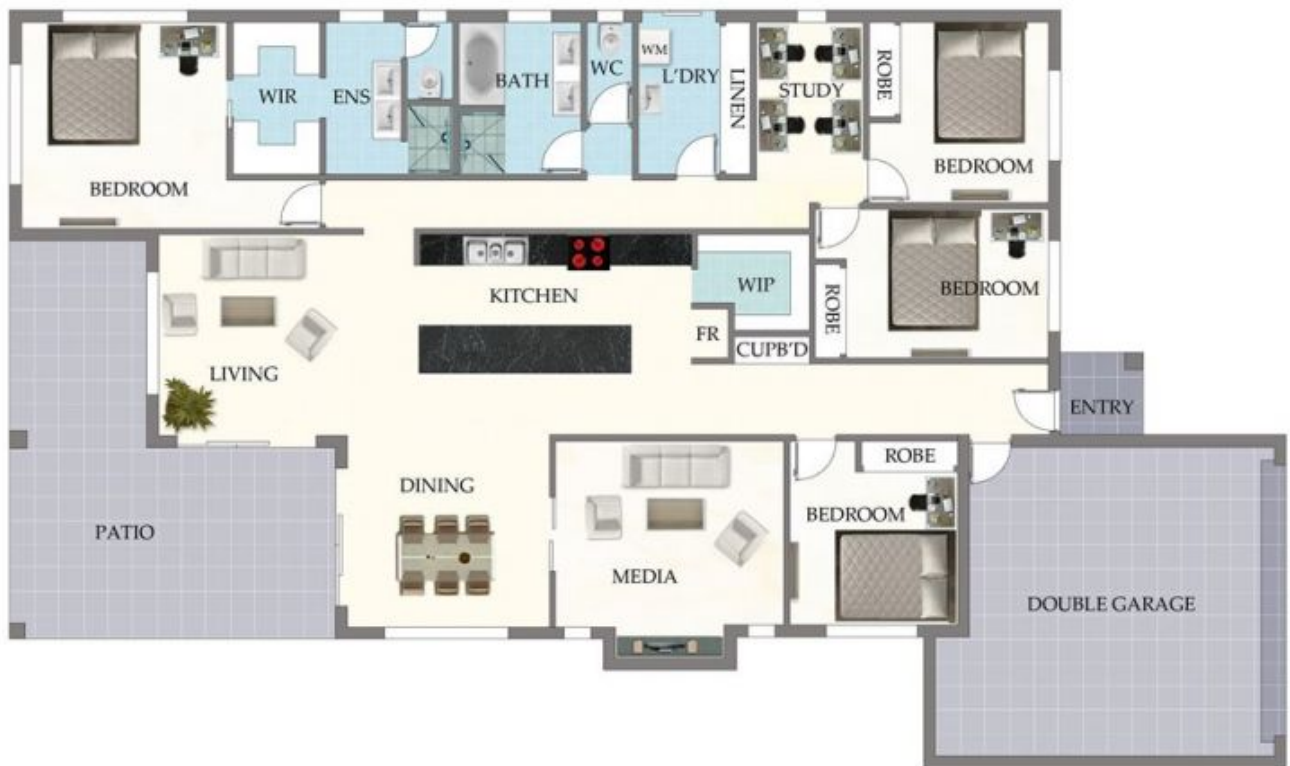 WIR
ENS
BATH
WC
WM
L'DRY
LINEN
STUDY
ROBE
BEDROOM
BEDROOM
KITCHEN
WIP
ROBE
BEDROOM
FR
CUPB'D
LIVING
ENTRY
DINING
ROBE
BEDROOM
PATIO
MEDIA
DOUBLE GARAGE